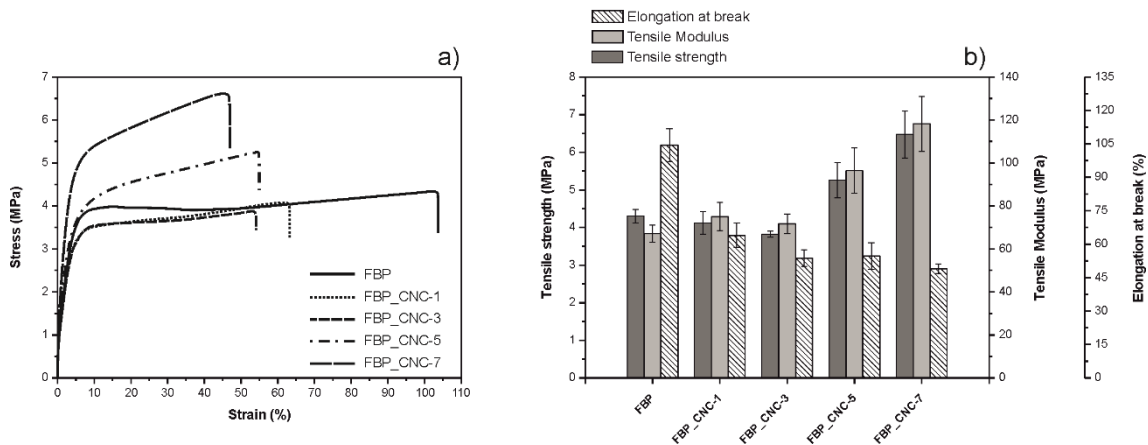 a)
7
6
5
4
3
2
1
0
Stress (MPa)
0 10 20 30 40 50 60 70 80 90 100 110
Strain (%)
FBP
FBP_CNC-1
FBP_CNC-3
FBP_CNC-5
FBP_CNC-7
Elongation at break
Tensile Modulus
Tensile strength
b)
8
7
6
5
4
3
2
1
0
Tensile strength (MPa)
140
120
100
80
60
40
20
0
Tensile Modulus (MPa)
135
120
105
90
75
60
45
30
15
0
Elongation at break (%)
FBP
FBP_CNC-1
FBP_CNC-3
FBP_CNC-5
FBP_CNC-7